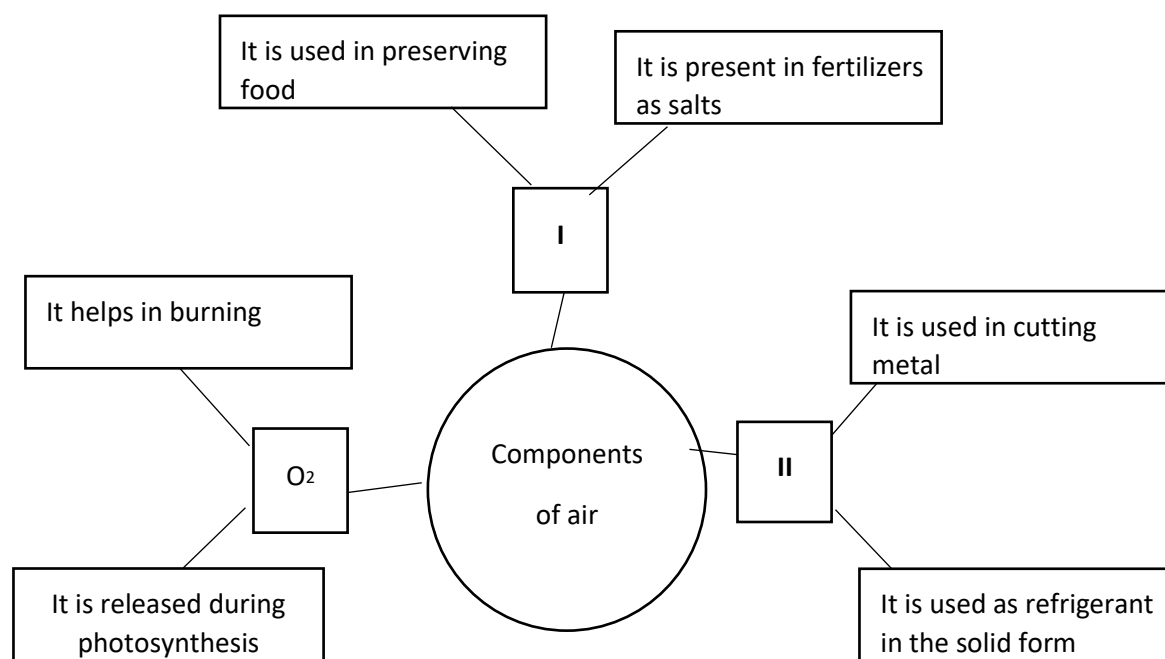 It is used in preserving
food
It is present in fertilizers
as salts
I
It helps in burning
It is used in cutting
metal
O2
Components
of air
II
It is released during
photosynthesis
It is used as refrigerant
in the solid form